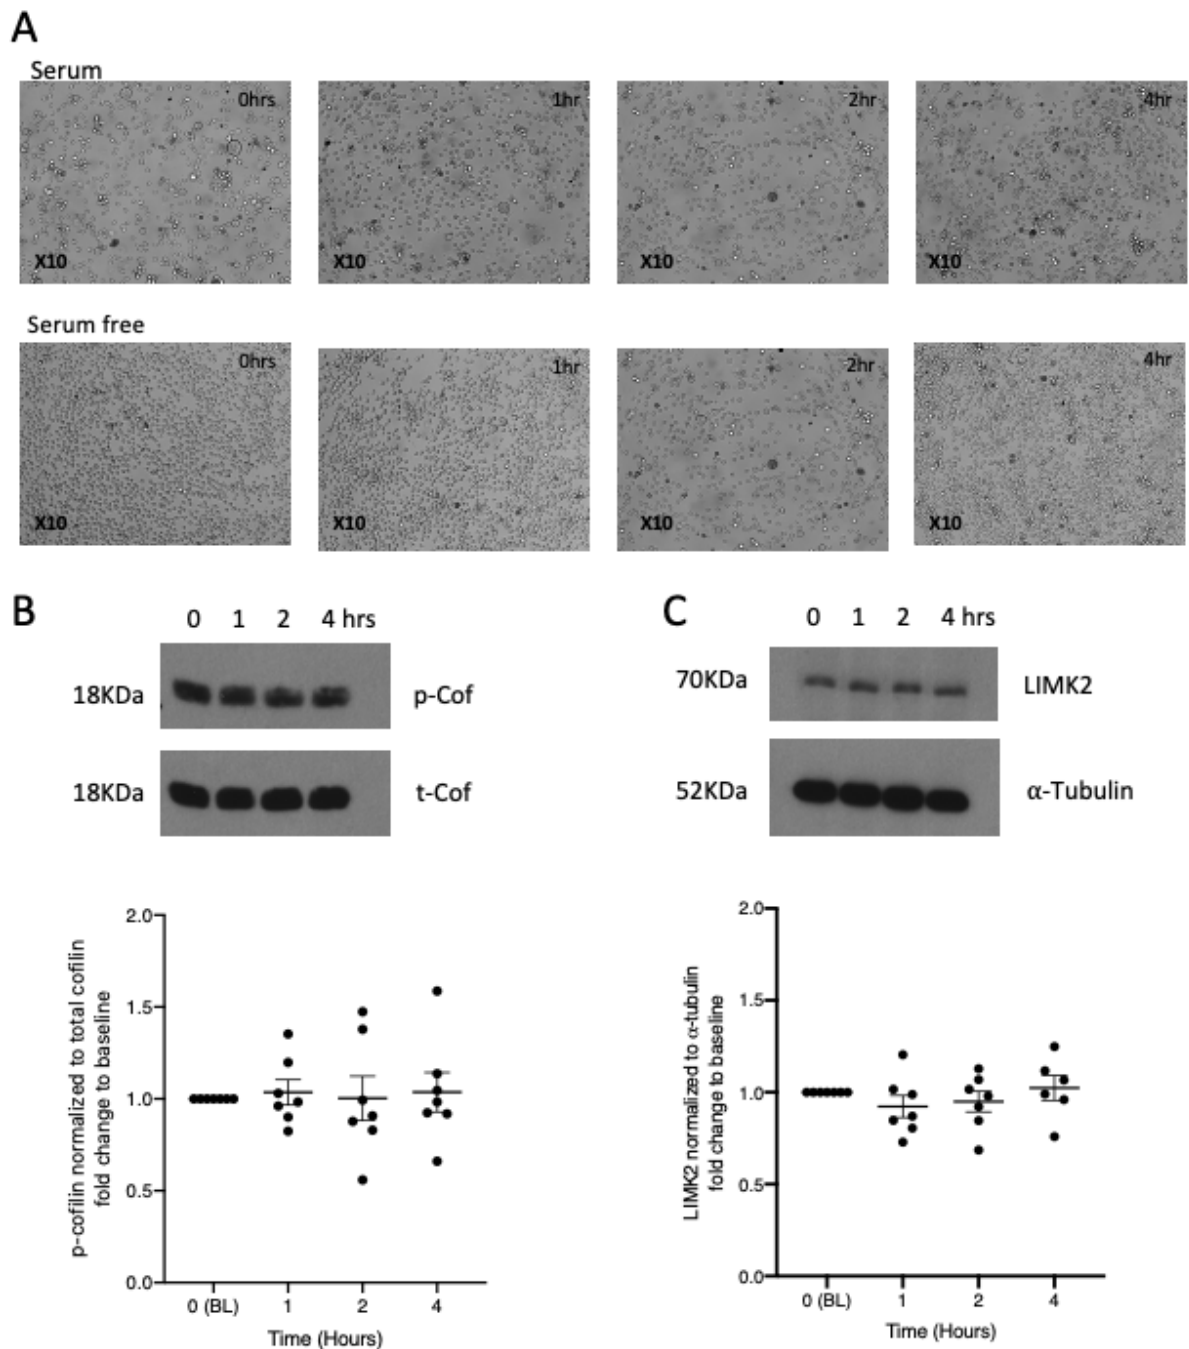 A
Serum
0hrs
1hr
2hr
4hr
X10
X10
X10
X10
Serum free
0hrs
1hr
2hr
4hr
X10
X10
X10
X10
B
0 1 2 4 hrs
18KDa
p-Cof
18KDa
t-Cof
p-cofilin normalized to total cofilin
fold change to baseline
2.0
1.5
1.0
0.5
0.0
0 (BL) 1 2 4
Time (Hours)
C
0 1 2 4 hrs
70KDa
LIMK2
52KDa
α-Tubulin
LIMK2 normalized to α-tubulin
fold change to baseline
2.0
1.5
1.0
0.5
0.0
0 (BL) 1 2 4
Time (Hours)